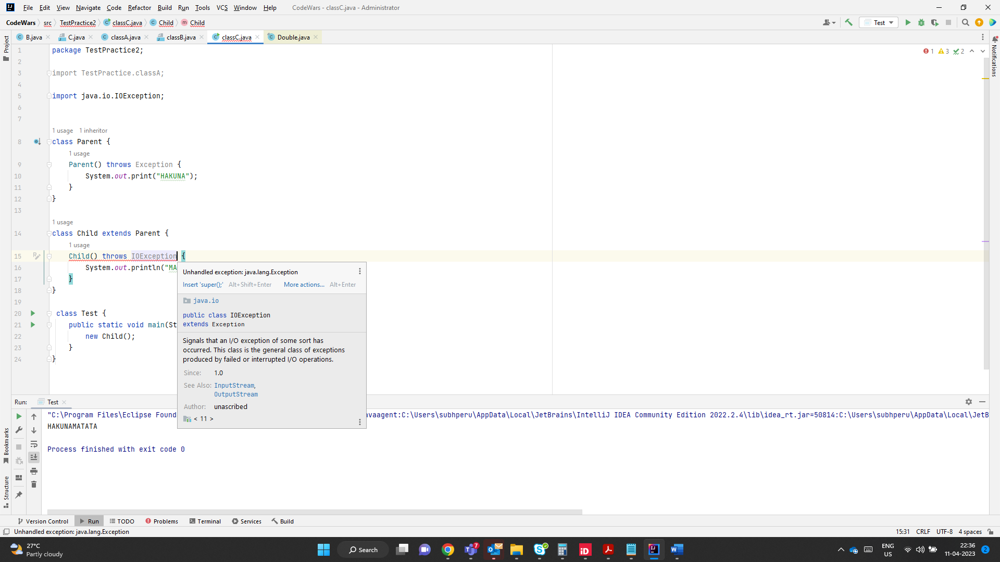 File Edit View Navigate Code Refactor Build Run Tools VCS Window Help CodeWars - classC.java - Administrator
CodeWars src TestPractice2 classC.java Child Child Test
B.java C.java classA.java classB.java classC.java Double.java
Project
Notifications
1 package TestPractice2; 1 3 2
2
3 import TestPractice.classA;
4
5 import java.io.IOException;
6
7
1 usage 1 inheritor
8 class Parent {
1 usage
9 Parent() throws Exception {
10 System.out.print("HAKUNA");
11 }
12 }
13
1 usage
14 class Child extends Parent {
1 usage
15 Child() throws IOException {
16 System.out.println("MA
17 }
18 }
19
20 class Test {
21 public static void main(St
22 new Child();
23 }
24 }
Unhandled exception: java.lang.Exception
Insert 'super();' Alt+Shift+Enter More actions... Alt+Enter
java.io
public class IOException
extends Exception
Signals that an I/O exception of some sort has
occurred. This class is the general class of exceptions
produced by failed or interrupted I/O operations.
Since: 1.0
See Also: InputStream,
OutputStream
Author: unascribed
< 11 >
Run: Test
"C:\Program Files\Eclipse Found avaagent:C:\Users\subhperu\AppData\Local\JetBrains\IntelliJ IDEA Community Edition 2022.2.4\lib\idea_rt.jar=50814:C:\Users\subhperu\AppData\Local\JetB
HAKUNAMATATA
Process finished with exit code 0
Bookmarks
Structure
Version Control Run TODO Problems Terminal Services Build
Unhandled exception: java.lang.Exception 15:31 CRLF UTF-8 4 spaces
27°C
Partly cloudy
Search
7
iD
W
ENG
US
22:36
11-04-2023
2